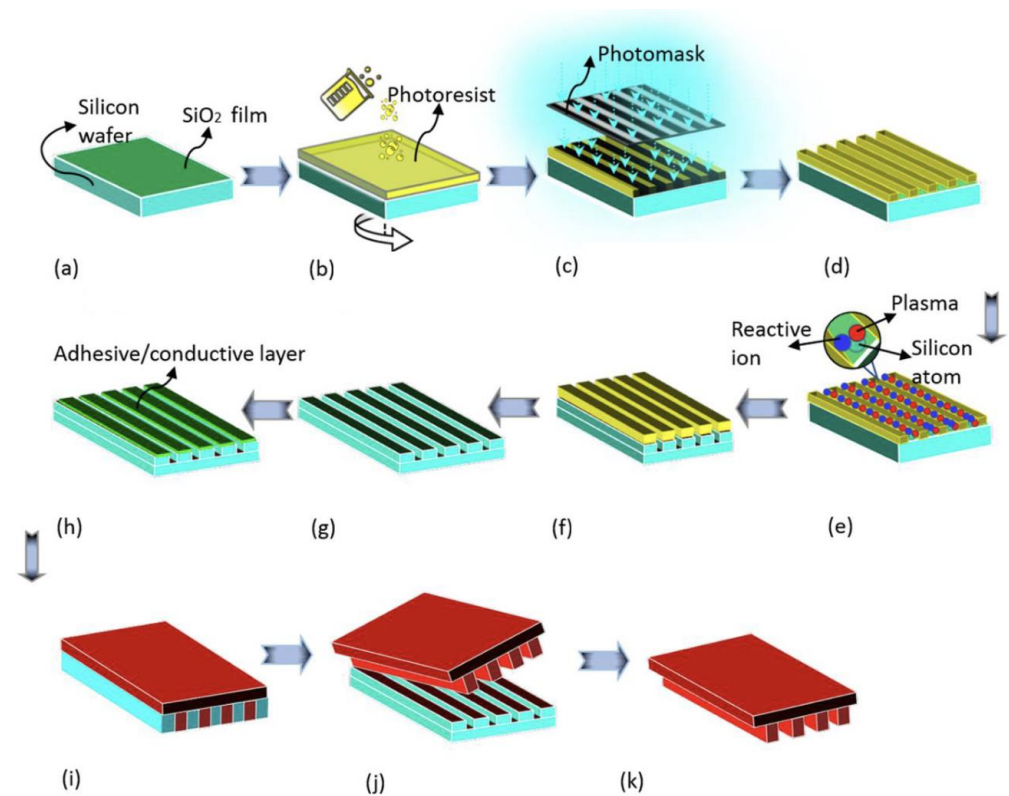 Silicon
wafer
SiO₂ film
Photoresist
Photomask
(a)
(b)
(c)
(d)
Adhesive/conductive layer
Reactive
ion
Plasma
Silicon
atom
(h)
(g)
(f)
(e)
(i)
(j)
(k)